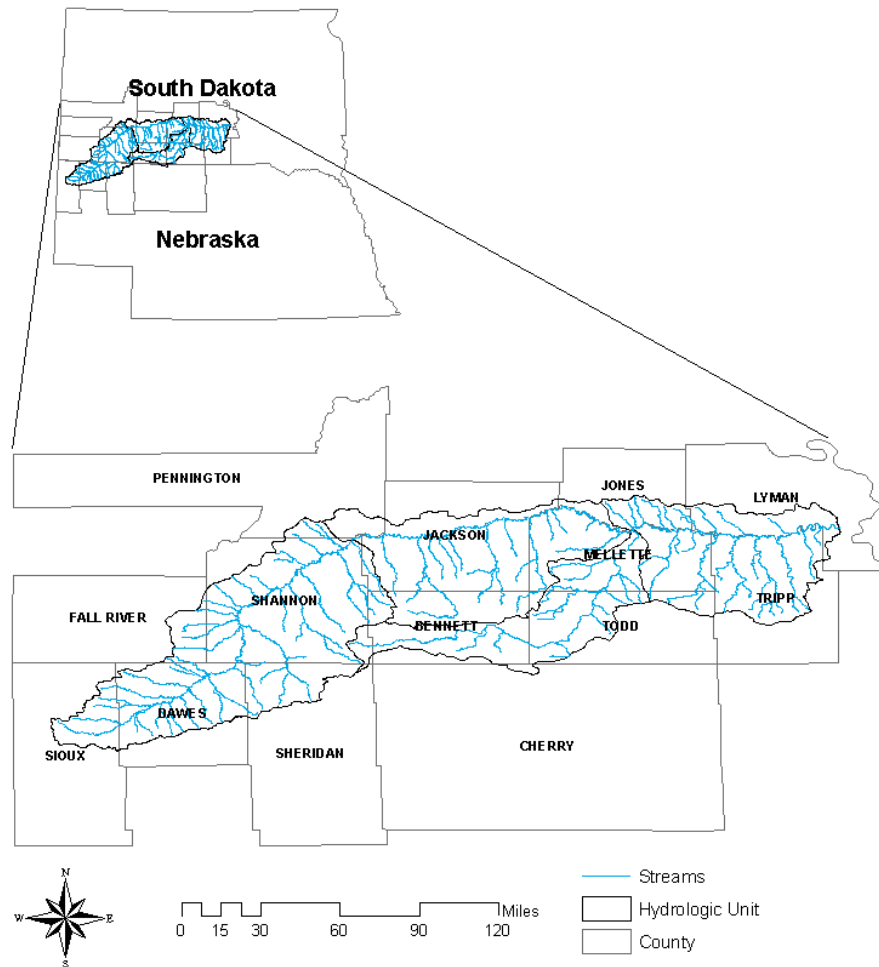 South Dakota
Nebraska
PENNINGTON
JONES
LYMAN
JACKSON
MELLETTE
SHANNON
TRIPP
FALL RIVER
BENNETT
TODD
DAWES
SIOUX
SHERIDAN
CHERRY
N
W
E
S
Miles
0 15 30 60 90 120
Streams
Hydrologic Unit
County